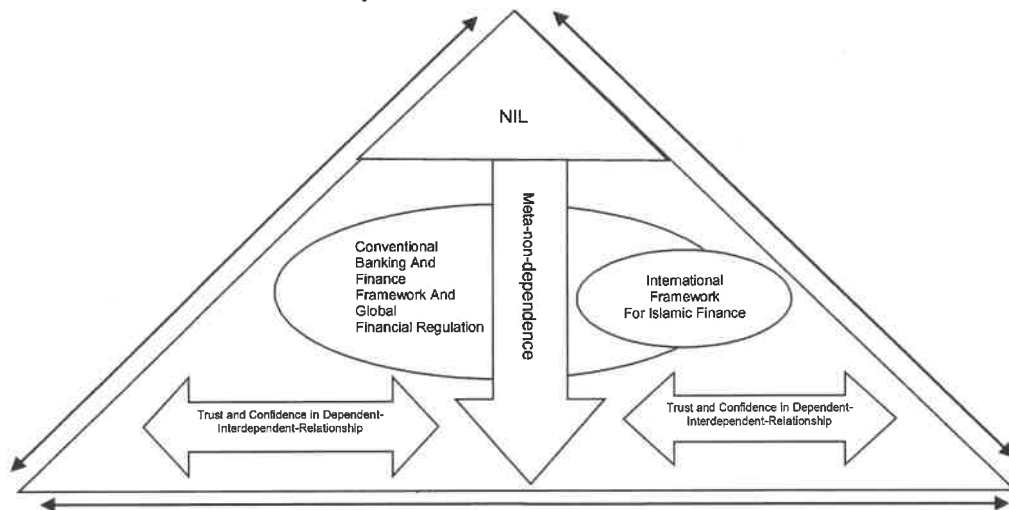 NIL
Meta-non-dependence
Conventional
Banking And
Finance
Framework And
Global
Financial Regulation
International
Framework
For Islamic Finance
Trust and Confidence in Dependent-
Interdependent-Relationship
Trust and Confidence in Dependent-
Interdependent-Relationship